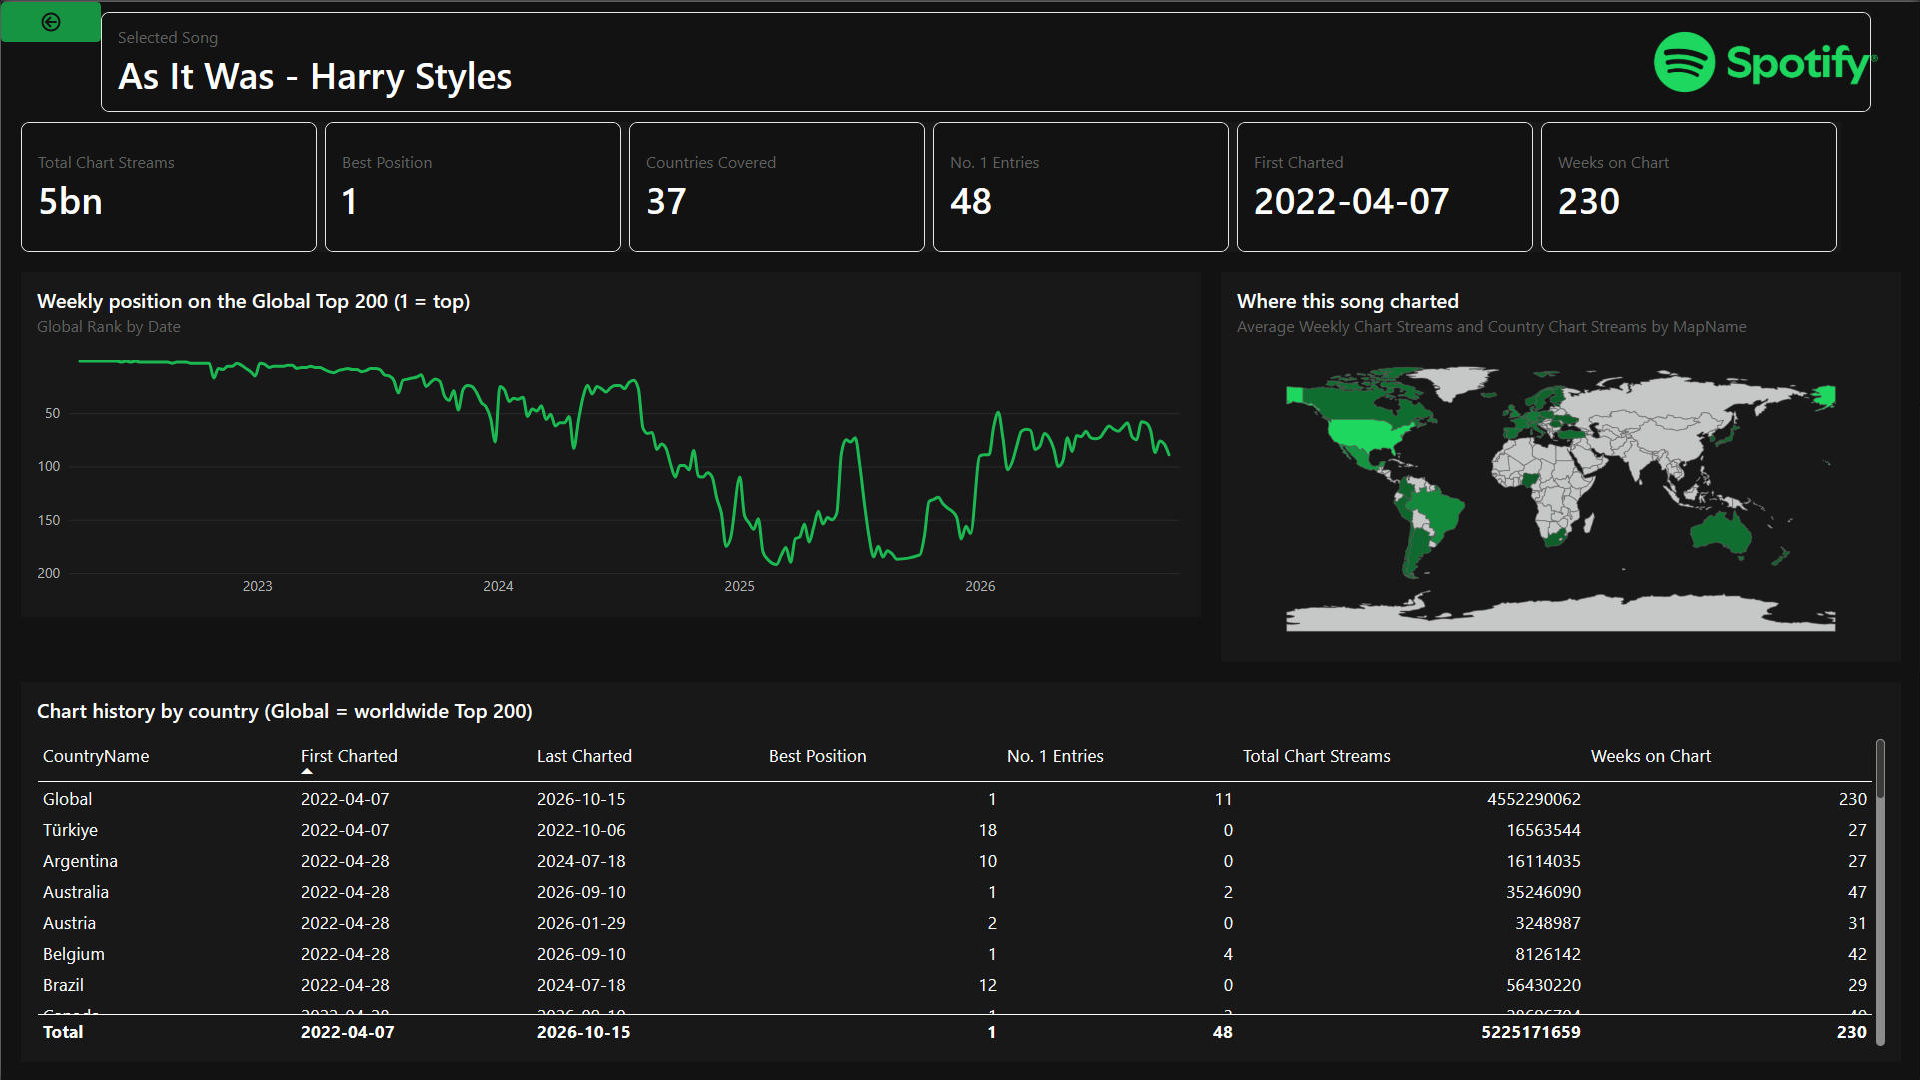 Selected Song
As It Was - Harry Styles
Spotify®
Total Chart Streams
5bn
Best Position
1
Countries Covered
37
No. 1 Entries
48
First Charted
2022-04-07
Weeks on Chart
230
Weekly position on the Global Top 200 (1 = top)
Global Rank by Date
50
100
150
200
2023 2024 2025 2026
Where this song charted
Average Weekly Chart Streams and Country Chart Streams by MapName
Chart history by country (Global = worldwide Top 200)
CountryName First Charted Last Charted Best Position No. 1 Entries Total Chart Streams Weeks on Chart
Global 2022-04-07 2026-10-15 1 11 4552290062 230
Türkiye 2022-04-07 2022-10-06 18 0 16563544 27
Argentina 2022-04-28 2024-07-18 10 0 16114035 27
Australia 2022-04-28 2026-09-10 1 2 35246090 47
Austria 2022-04-28 2026-01-29 2 0 3248987 31
Belgium 2022-04-28 2026-09-10 1 4 8126142 42
Brazil 2022-04-28 2024-07-18 12 0 56430220 29
Total 2022-04-07 2026-10-15 1 48 5225171659 230